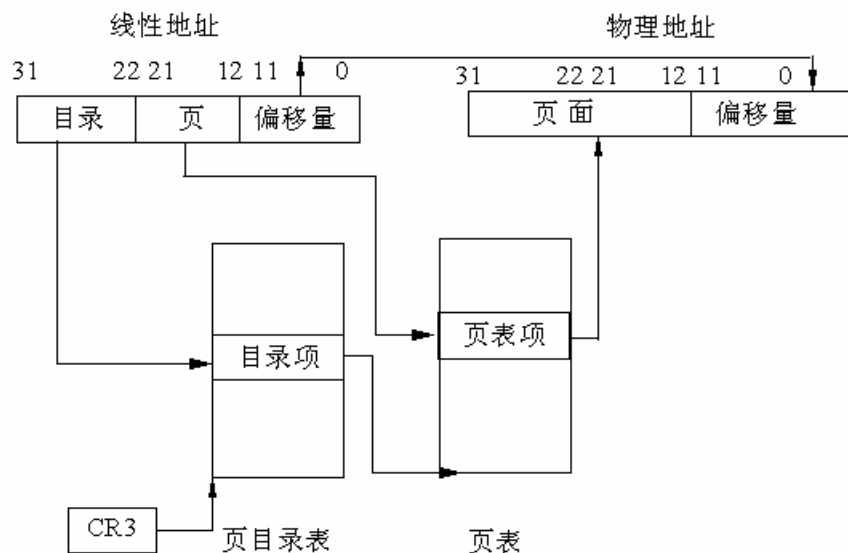 线性地址
物理地址
31 22 21 12 11 0
31 22 21 12 11 0
目录 页 偏移量
页 面 偏移量
目录项
页表项
CR3
页目录表
页表